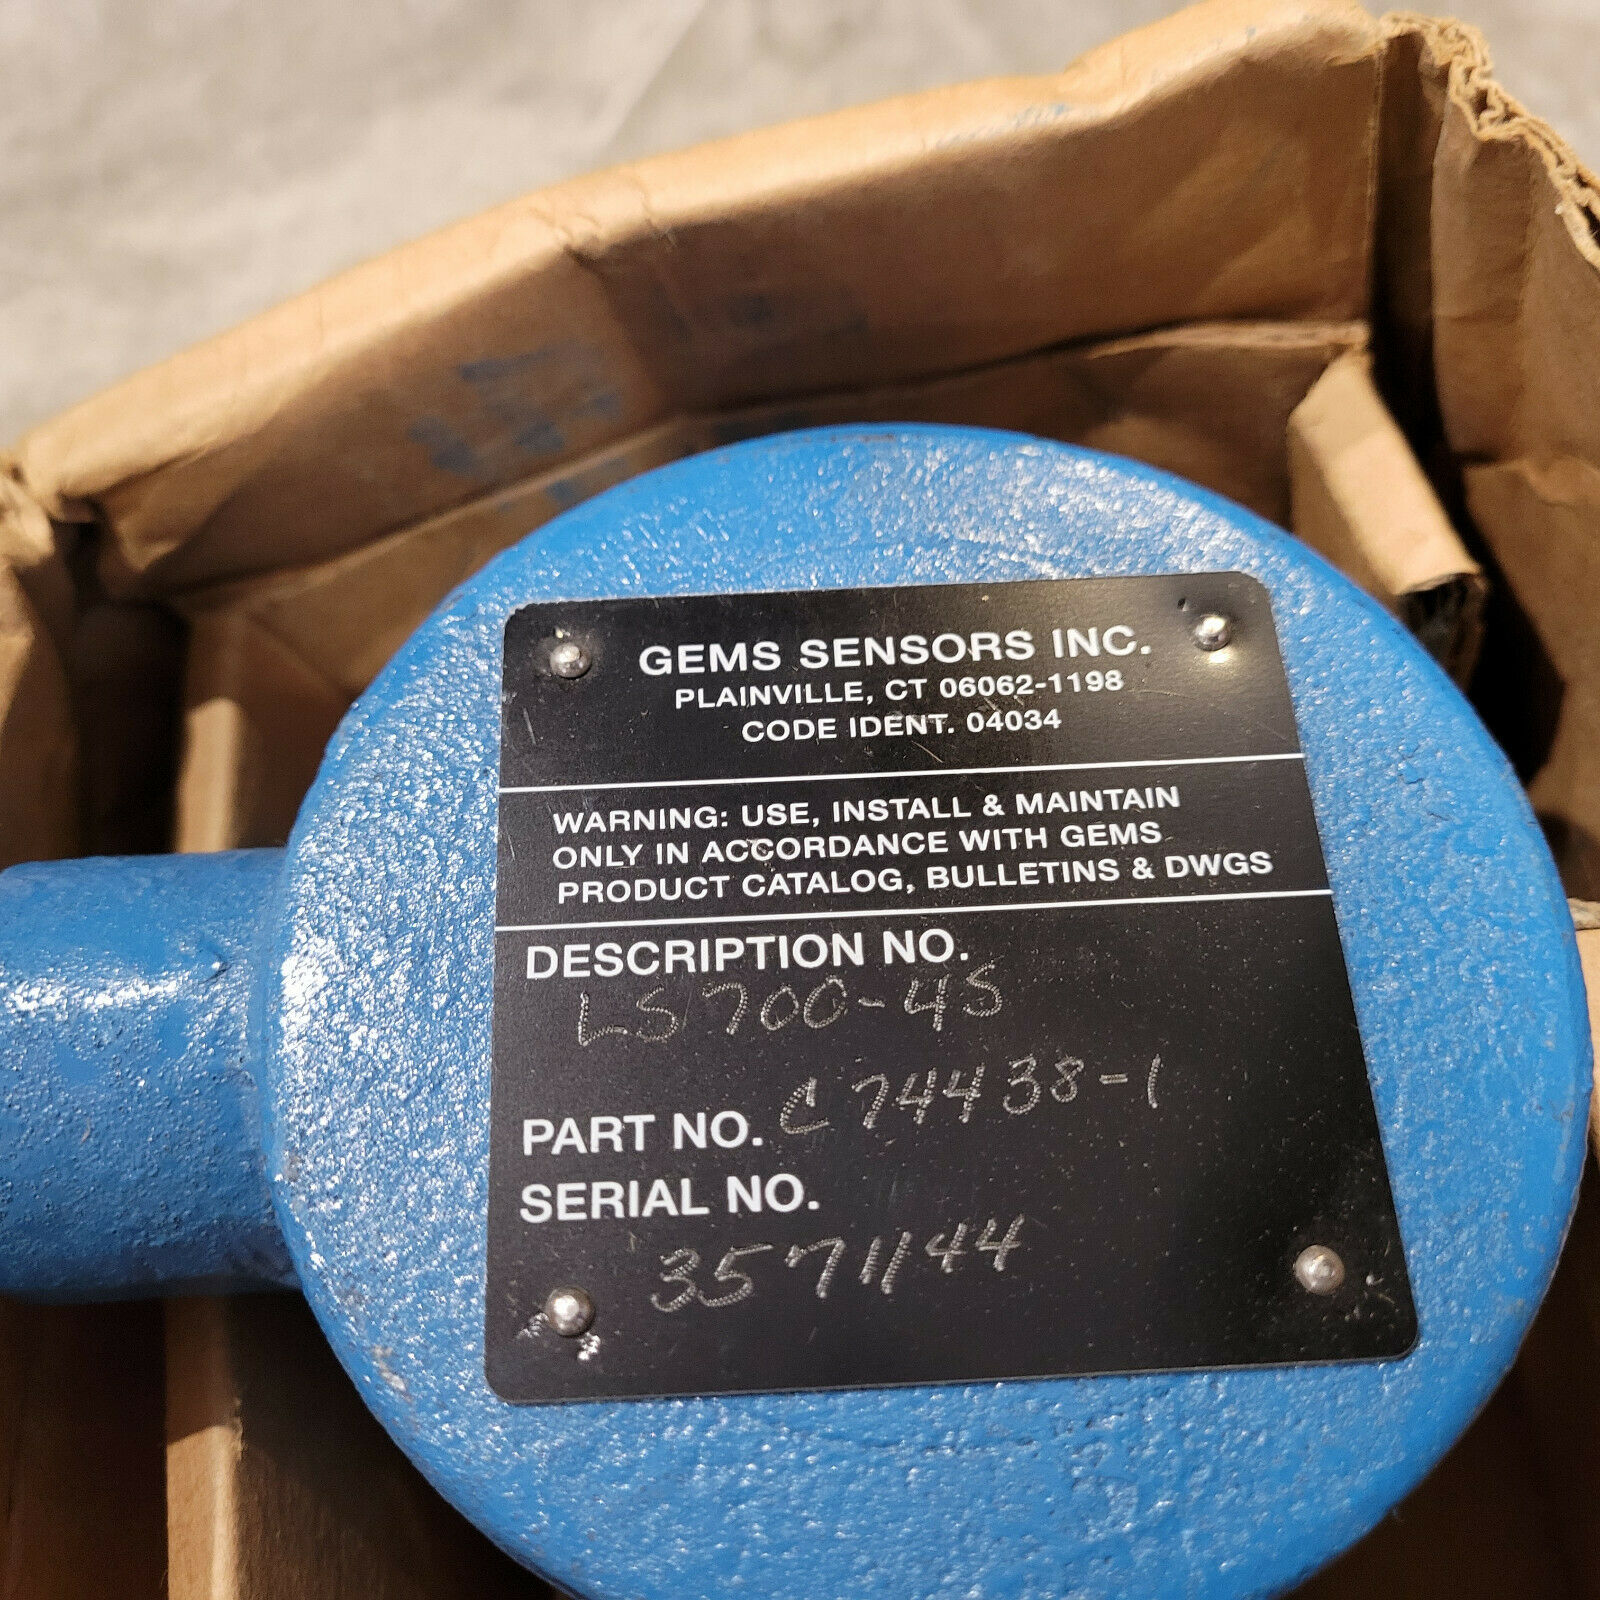 GEMS SENSORS INC.
PLAINVILLE, CT 06062-1198
CODE IDENT. 04034
WARNING: USE, INSTALL & MAINTAIN
ONLY IN ACCORDANCE WITH GEMS
PRODUCT CATALOG, BULLETINS & DWGS
DESCRIPTION NO.
LS700-4S
PART NO. C74438-1
SERIAL NO.
3571144